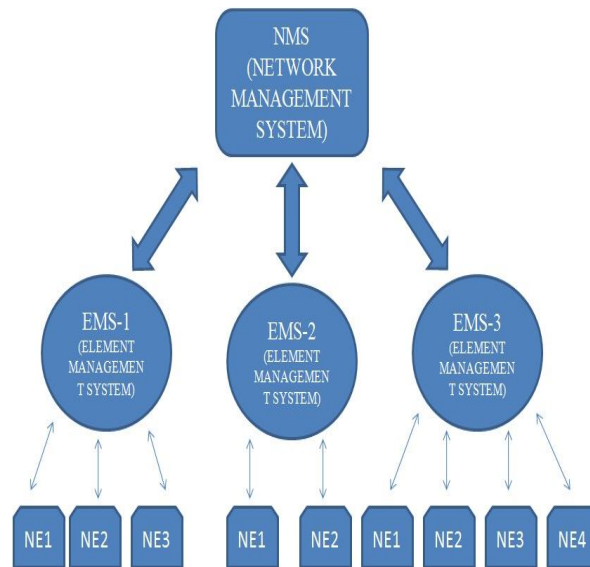 NMS
(NETWORK
MANAGEMENT
SYSTEM)
EMS-1
(ELEMENT
MANAGEMEN
T SYSTEM)
EMS-2
(ELEMENT
MANAGEMEN
T SYSTEM)
EMS-3
(ELEMENT
MANAGEMEN
T SYSTEM)
NE1
NE2
NE3
NE1
NE2
NE1
NE2
NE3
NE4